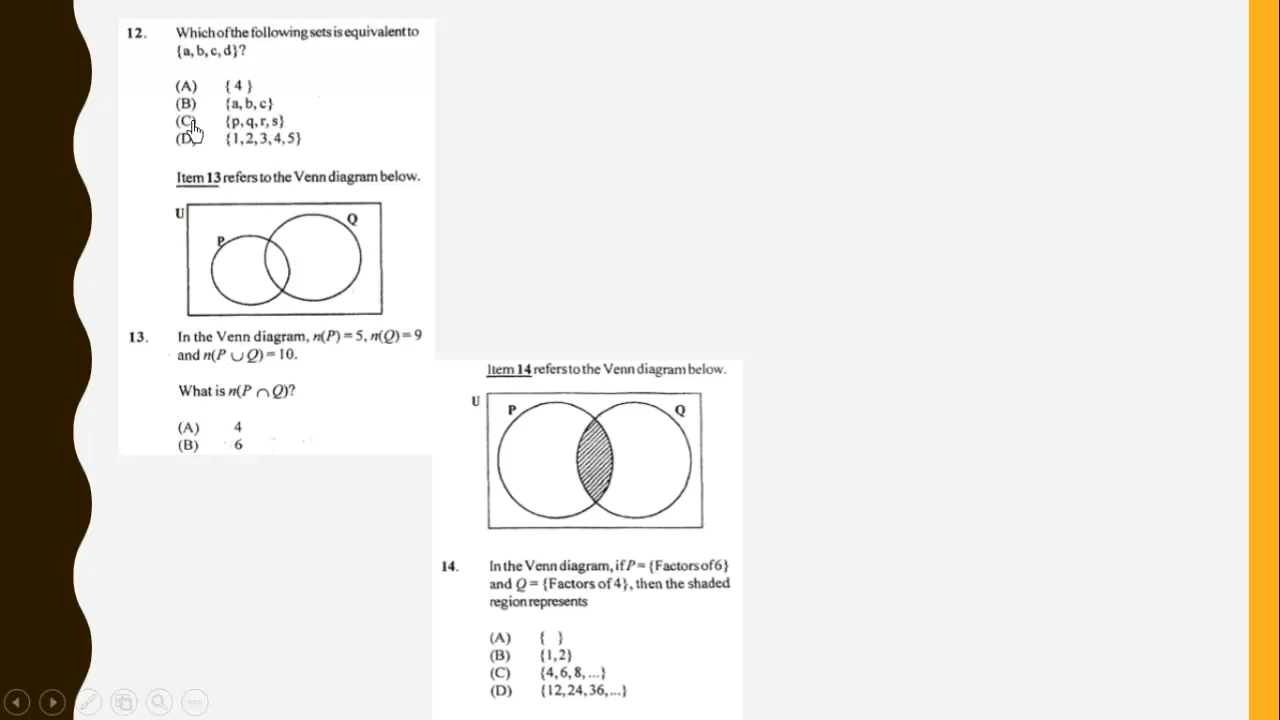 12. Which of the following sets is equivalent to
{a, b, c, d}?
(A) { 4 }
(B) {a, b, c}
(C) {p, q, r, s}
(D) {1, 2, 3, 4, 5}
Item 13 refers to the Venn diagram below.
U
Q
P
13. In the Venn diagram, n(P) = 5, n(Q) = 9
and n(P ∪ Q) = 10.
What is n(P ∩ Q)?
(A) 4
(B) 6
Item 14 refers to the Venn diagram below.
U
P Q
14. In the Venn diagram, if P = {Factors of 6}
and Q = {Factors of 4}, then the shaded
region represents
(A) { }
(B) {1, 2}
(C) {4, 6, 8, ...}
(D) {12, 24, 36, ...}